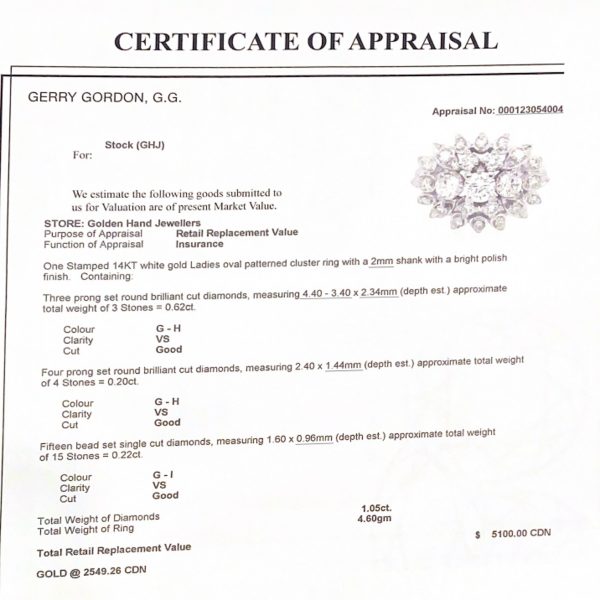 CERTIFICATE OF APPRAISAL
GERRY GORDON, G.G.
Appraisal No: 000123054004
Stock (GHJ)
For:
We estimate the following goods submitted to
us for Valuation are of present Market Value.
STORE: Golden Hand Jewellers
Purpose of Appraisal Retail Replacement Value
Function of Appraisal Insurance
One Stamped 14KT white gold Ladies oval patterned cluster ring with a 2mm shank with a bright polish
finish. Containing:
Three prong set round brilliant cut diamonds, measuring 4.40 - 3.40 x 2.34mm (depth est.) approximate
total weight of 3 Stones = 0.62ct.
Colour G - H
Clarity VS
Cut Good
Four prong set round brilliant cut diamonds, measuring 2.40 x 1.44mm (depth est.) approximate total weight
of 4 Stones = 0.20ct.
Colour G - H
Clarity VS
Cut Good
Fifteen bead set single cut diamonds, measuring 1.60 x 0.96mm (depth est.) approximate total weight
of 15 Stones = 0.22ct.
Colour G - I
Clarity VS
Cut Good
Total Weight of Diamonds 1.05ct.
Total Weight of Ring 4.60gm
Total Retail Replacement Value $ 5100.00 CDN
GOLD @ 2549.26 CDN